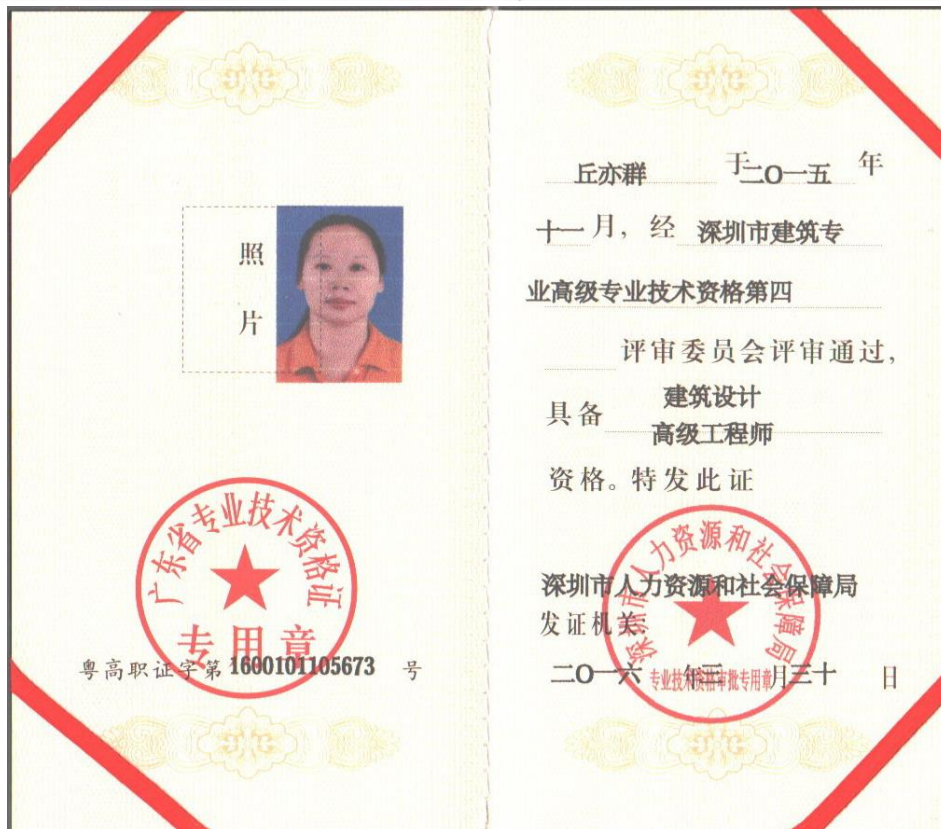 照
片
广东省专业技术资格证
专用章
粤高职证字第 1600101105673 号
丘亦群 于二O一五 年
十一月，经 深圳市建筑专
业高级专业技术资格第四
评审委员会评审通过，
具备 建筑设计
高级工程师
资格。特发此证
深圳市人力资源和社会保障局
深圳市人力资源和社会保障局
发证机关:
二O一六 年三 月三十 日
专业技术资格审批专用章